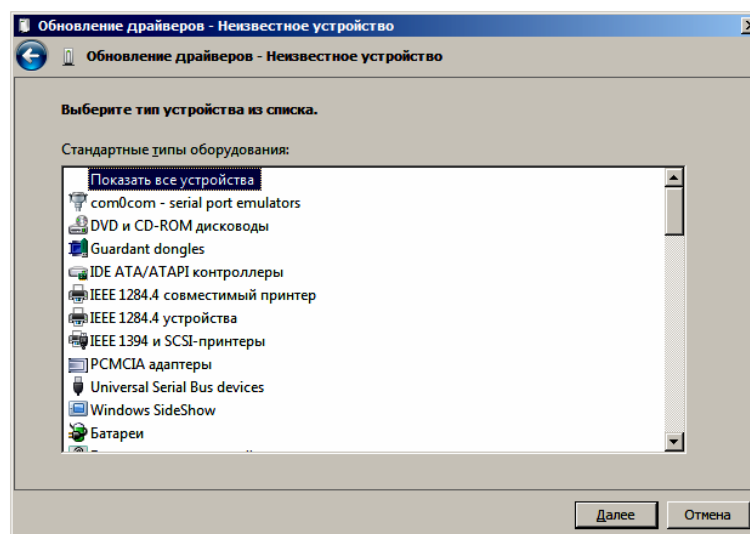 Обновление драйверов - Неизвестное устройство
Обновление драйверов - Неизвестное устройство
Выберите тип устройства из списка.
Стандартные типы оборудования:
Показать все устройства
com0com - serial port emulators
DVD и CD-ROM дисководы
Guardant dongles
IDE ATA/ATAPI контроллеры
IEEE 1284.4 совместимый принтер
IEEE 1284.4 устройства
IEEE 1394 и SCSI-принтеры
PCMCIA адаптеры
Universal Serial Bus devices
Windows SideShow
Батареи
Далее Отмена